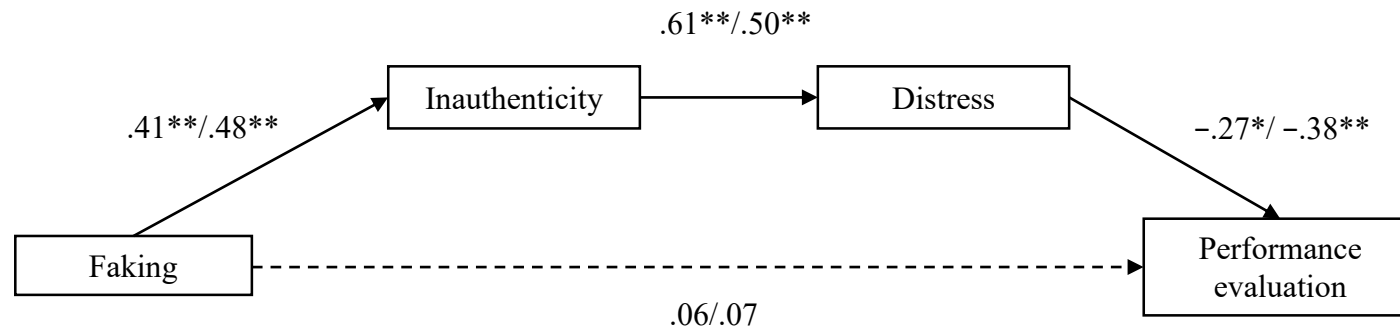 .61**/.50**
Inauthenticity
Distress
.41**/.48**
−.27*/ −.38**
Faking
Performance
evaluation
.06/.07